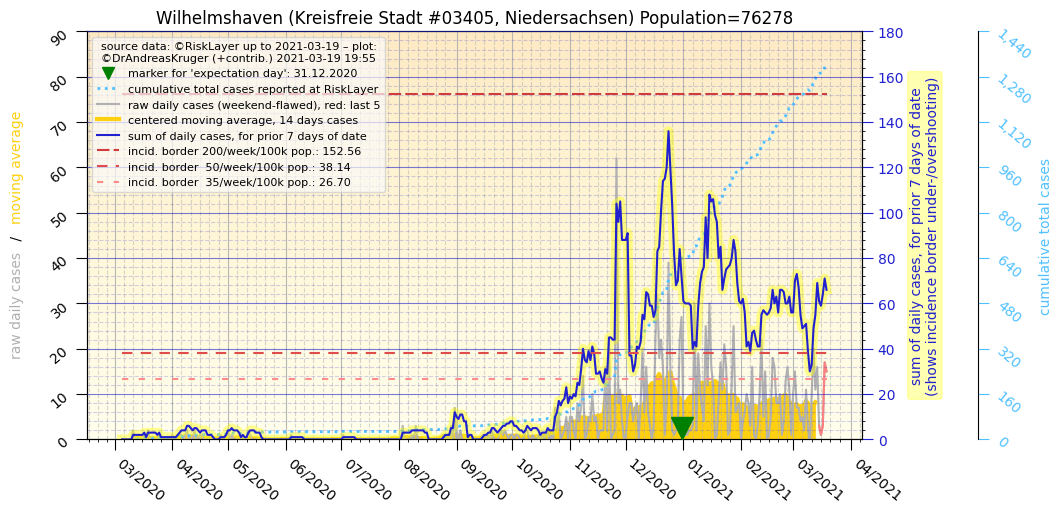 Wilhelmshaven (Kreisfreie Stadt #03405, Niedersachsen) Population=76278
source data: ©RiskLayer up to 2021-03-19 – plot:
©DrAndreasKruger (+contrib.) 2021-03-19 19:55
marker for 'expectation day': 31.12.2020
cumulative total cases reported at RiskLayer
raw daily cases (weekend-flawed), red: last 5
centered moving average, 14 days cases
sum of daily cases, for prior 7 days of date
incid. border 200/week/100k pop.: 152.56
incid. border  50/week/100k pop.: 38.14
incid. border  35/week/100k pop.: 26.70
raw daily cases / moving average
90
80
70
60
50
40
30
20
10
0
180
160
140
120
100
80
60
40
20
0
sum of daily cases, for prior 7 days of date
(shows incidence border under-/overshooting)
1,440
1,280
1,120
960
800
640
480
320
160
0
cumulative total cases
03/2020
04/2020
05/2020
06/2020
07/2020
08/2020
09/2020
10/2020
11/2020
12/2020
01/2021
02/2021
03/2021
04/2021